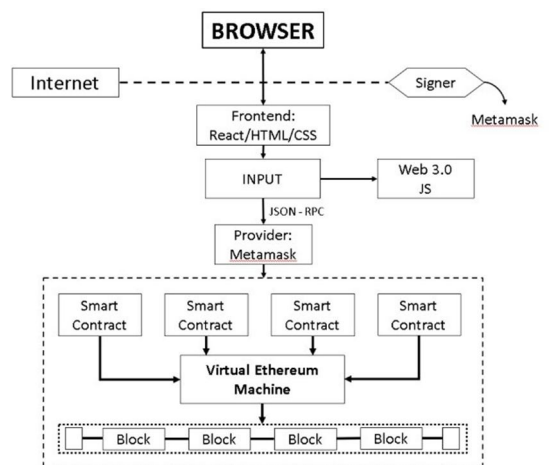 BROWSER
Internet
Signer
Metamask
Frontend:
React/HTML/CSS
INPUT
Web 3.0
JS
JSON - RPC
Provider:
Metamask
Smart
Contract
Smart
Contract
Smart
Contract
Smart
Contract
Virtual Ethereum
Machine
Block
Block
Block
Block